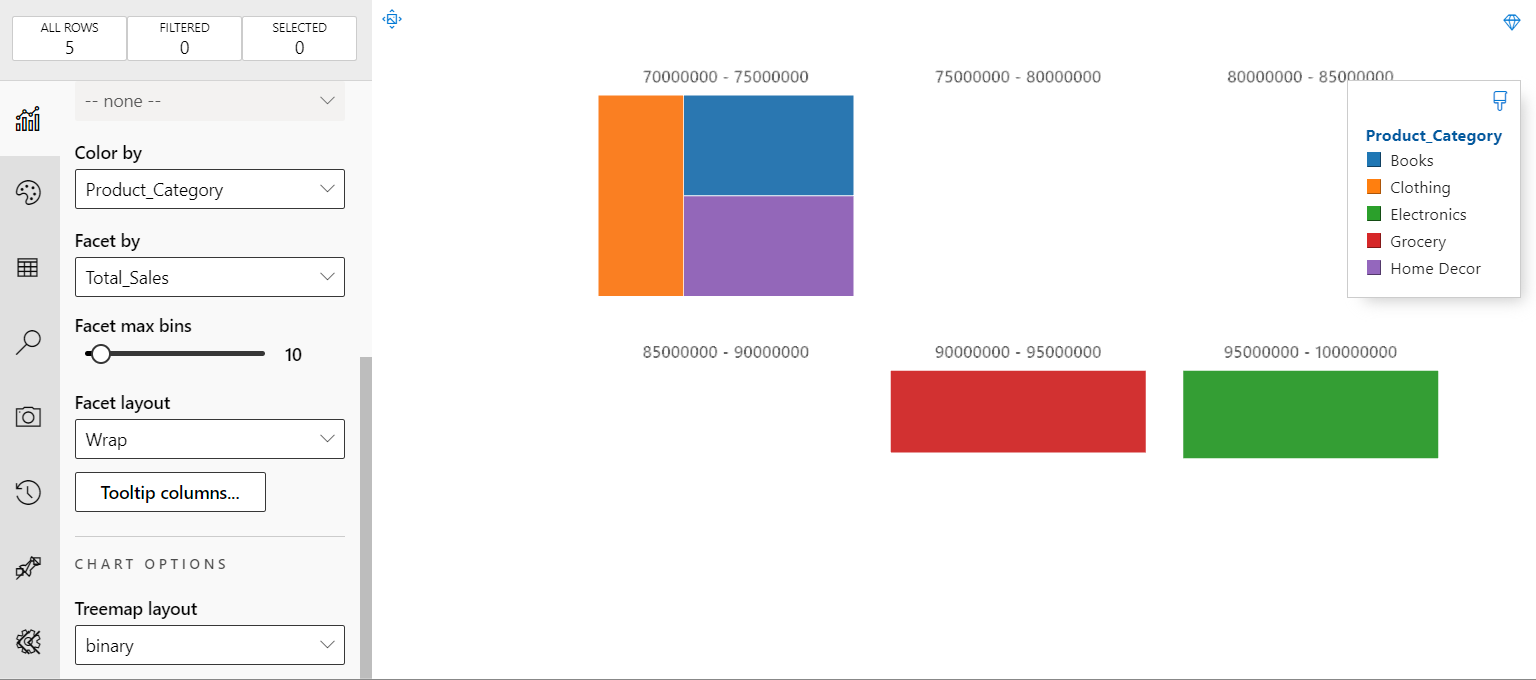 ALL ROWS
5
FILTERED
0
SELECTED
0
-- none --
Color by
Product_Category
Facet by
Total_Sales
Facet max bins
10
Facet layout
Wrap
Tooltip columns...
CHART OPTIONS
Treemap layout
binary
70000000 - 75000000
75000000 - 80000000
80000000 - 85000000
85000000 - 90000000
90000000 - 95000000
95000000 - 100000000
Product_Category
Books
Clothing
Electronics
Grocery
Home Decor